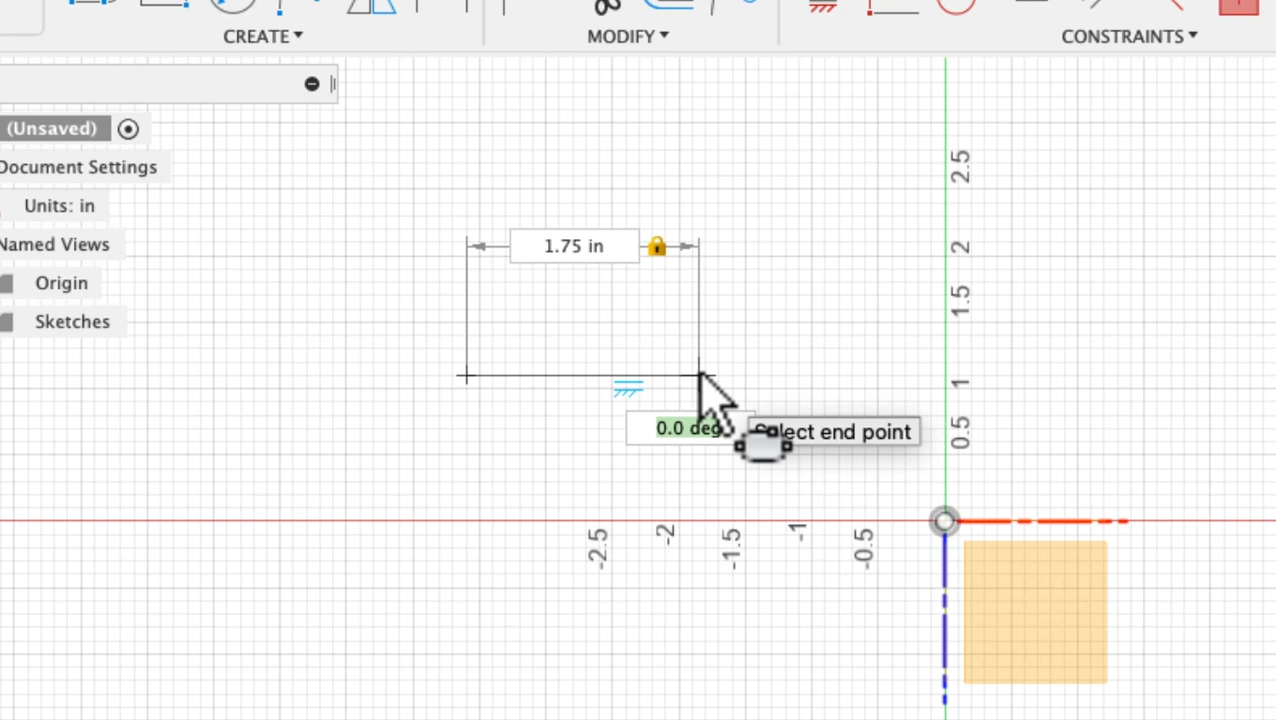 CREATE ▾
MODIFY ▾
CONSTRAINTS ▾
(Unsaved)
Document Settings
Units: in
Named Views
Origin
Sketches
1.75 in
0.0 deg
Select end point
2.5
2
1.5
1
0.5
-2.5
-2
-1.5
-1
-0.5